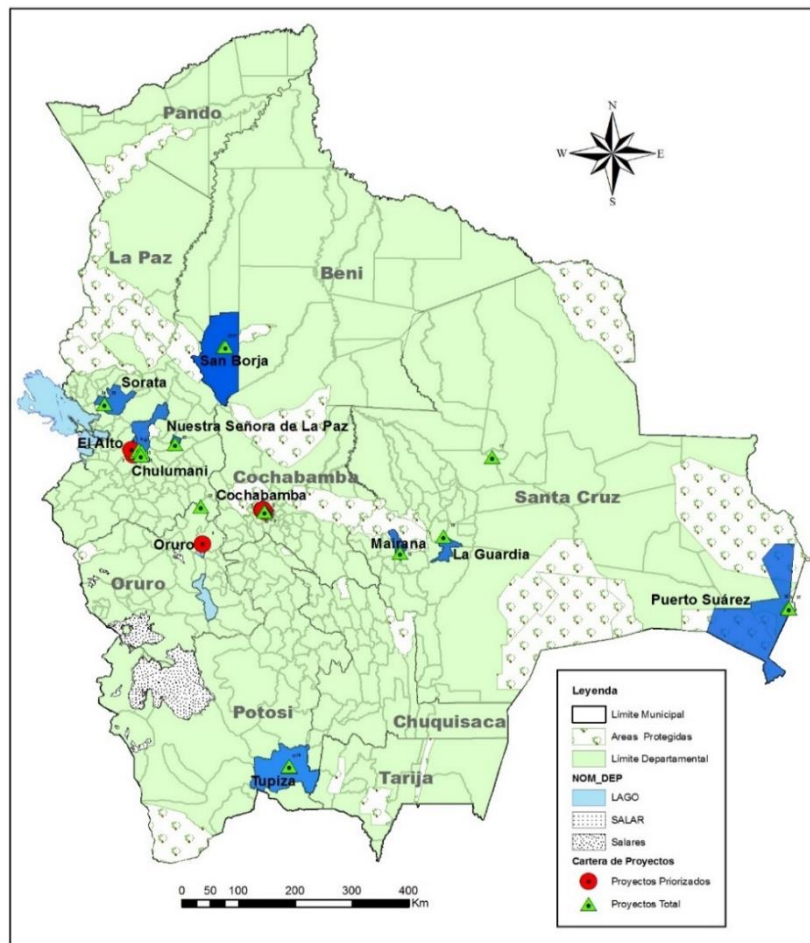 N
W E
S
Pando
La Paz
Beni
San Borja
Sorata
Nuestra Señora de La Paz
El Alto
Chulumani
Cochabamba
Cochabamba
Santa Cruz
Oruro
Mairana
La Guardia
Oruro
Puerto Suárez
Potosi
Chuquisaca
Tupiza
Tarija
Leyenda
Límite Municipal
Areas Protegidas
Límite Departamental
NOM_DEP
LAGO
SALAR
Salares
Cartera de Proyectos
Proyectos Priorizados
Proyectos Total
0 50 100 200 300 400
Km